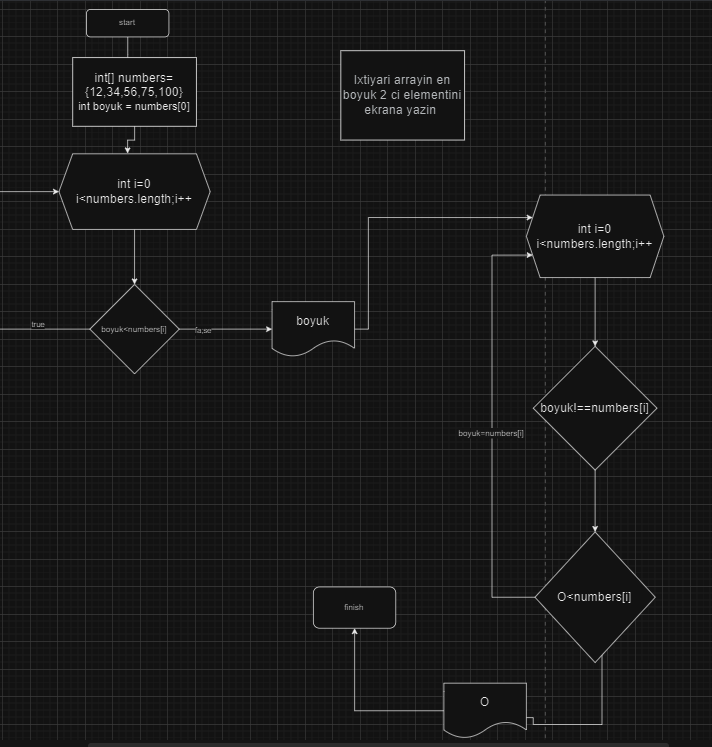 start
int[] numbers=
{12,34,56,75,100}
int boyuk = numbers[0]
Ixtiyari arrayin en
boyuk 2 ci elementini
ekrana yazin
int i=0
i<numbers.length;i++
int i=0
i<numbers.length;i++
true
boyuk<numbers[i]
fa,se
boyuk
boyuk!==numbers[i]
boyuk=numbers[i]
O<numbers[i]
finish
O